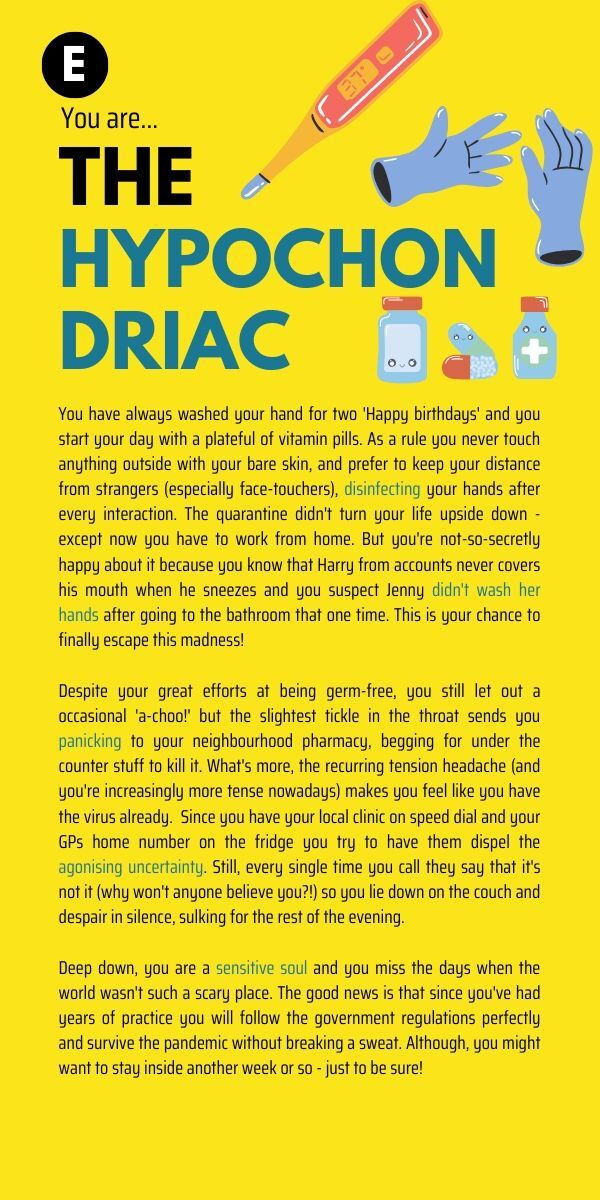 E
37°
You are...
THE
HYPOCHON
DRIAC
You have always washed your hand for two 'Happy birthdays' and you
start your day with a plateful of vitamin pills. As a rule you never touch
anything outside with your bare skin, and prefer to keep your distance
from strangers (especially face-touchers), disinfecting your hands after
every interaction. The quarantine didn't turn your life upside down -
except now you have to work from home. But you're not-so-secretly
happy about it because you know that Harry from accounts never covers
his mouth when he sneezes and you suspect Jenny didn't wash her
hands after going to the bathroom that one time. This is your chance to
finally escape this madness!
Despite your great efforts at being germ-free, you still let out a
occasional 'a-choo!' but the slightest tickle in the throat sends you
panicking to your neighbourhood pharmacy, begging for under the
counter stuff to kill it. What's more, the recurring tension headache (and
you're increasingly more tense nowadays) makes you feel like you have
the virus already. Since you have your local clinic on speed dial and your
GPs home number on the fridge you try to have them dispel the
agonising uncertainty. Still, every single time you call they say that it's
not it (why won't anyone believe you?!) so you lie down on the couch and
despair in silence, sulking for the rest of the evening.
Deep down, you are a sensitive soul and you miss the days when the
world wasn't such a scary place. The good news is that since you've had
years of practice you will follow the government regulations perfectly
and survive the pandemic without breaking a sweat. Although, you might
want to stay inside another week or so - just to be sure!